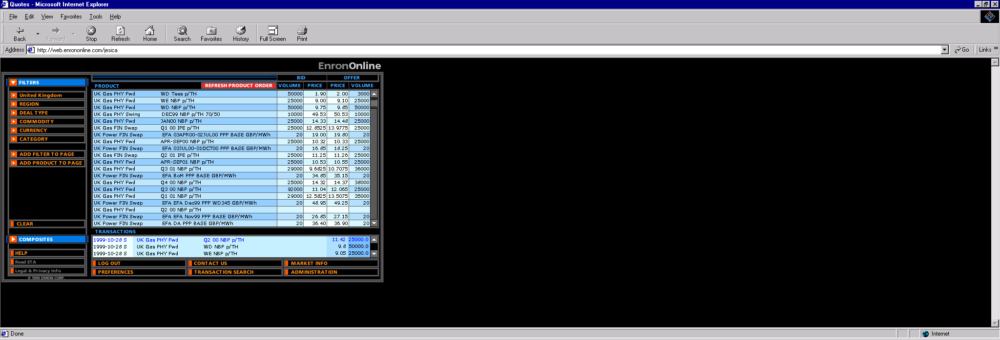 Quotes - Microsoft Internet Explorer
File Edit View Favorites Tools Help
Back Forward Stop Refresh Home Search Favorites History Full Screen Print
Address http://web.enrononline.com/jesica Go Links »
EnronOnline
BID OFFER
PRODUCT REFRESH PRODUCT ORDER VOLUME PRICE PRICE VOLUME
UK Gas PHY Fwd WD Tees p/TH 50000 1.90 2.00 3000
UK Gas PHY Fwd WE NBP p/TH 25000 9.00 9.10 25000
UK Gas PHY Fwd WD NBP p/TH 50000 9.75 9.85 50000
UK Gas PHY Swing DEC99 NBP p/TH 70/50 10000 49.53 50.53 10000
UK Gas PHY Fwd JAN00 NBP p/TH 25000 14.33 14.48 25000
UK Gas FIN Swap Q1 00 IPE p/TH 25000 12.8525 13.9775 25000
UK Power FIN Swap EFA 03APR00-02JUL00 PPP BASE GBP/MWh 20 19.00 19.80 20
UK Gas PHY Fwd APR-SEP00 NBP p/TH 25000 10.32 10.33 25000
UK Power FIN Swap EFA 03JUL00-01OCT00 PPP BASE GBP/MWh 20 16.85 18.25 20
UK Gas FIN Swap Q2 01 IPE p/TH 25000 11.25 11.26 25000
UK Gas PHY Fwd APR-SEP01 NBP p/TH 25000 10.53 10.55 25000
UK Gas PHY Fwd Q3 01 NBP p/TH 29000 9.6825 10.7075 36000
UK Power FIN Swap EFA BoM PPP BASE GBP/MWh 20 34.85 35.15 20
UK Gas PHY Fwd Q4 00 NBP p/TH 25000 14.32 14.37 38000
UK Gas PHY Fwd Q3 00 NBP p/TH 92000 11.04 12.065 25000
UK Gas PHY Fwd Q1 01 NBP p/TH 29000 12.5825 13.5075 35000
UK Power FIN Swap EFA EFA Dec99 PPP WD345 GBP/MWh 20 48.95 49.25 20
UK Gas PHY Fwd Q2 00 NBP p/TH
UK Power FIN Swap EFA EFA Nov99 PPP BASE GBP/MWh 20 26.85 27.15 20
UK Power FIN Swap EFA DA PPP BASE GBP/MWh 20 36.40 36.90 20
TRANSACTIONS
1999-10-28 S UK Gas PHY Fwd Q2 00 NBP p/TH 11.42 25000.0
1999-10-28 S UK Gas PHY Fwd WD NBP p/TH 9.8 50000.0
1999-10-28 S UK Gas PHY Fwd WE NBP p/TH 9.05 25000.0
LOG OUT CONTACT US MARKET INFO
PREFERENCES TRANSACTION SEARCH ADMINISTRATION
FILTERS
United Kingdom
REGION
DEAL TYPE
COMMODITY
CURRENCY
CATEGORY
ADD FILTER TO PAGE
ADD PRODUCT TO PAGE
CLEAR
COMPOSITES
HELP
Read ETA
Legal & Privacy Info
© 1999 ENRON CORP.
Done Internet